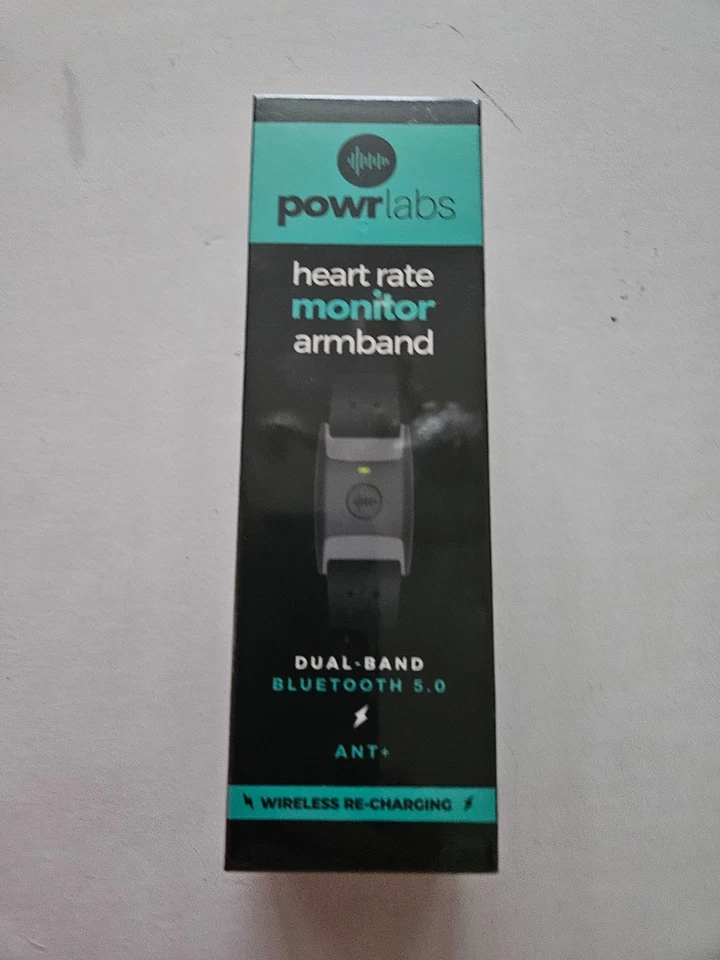 powrlabs
heart rate
monitor
armband
DUAL-BAND
BLUETOOTH 5.0
ANT+
WIRELESS RE-CHARGING